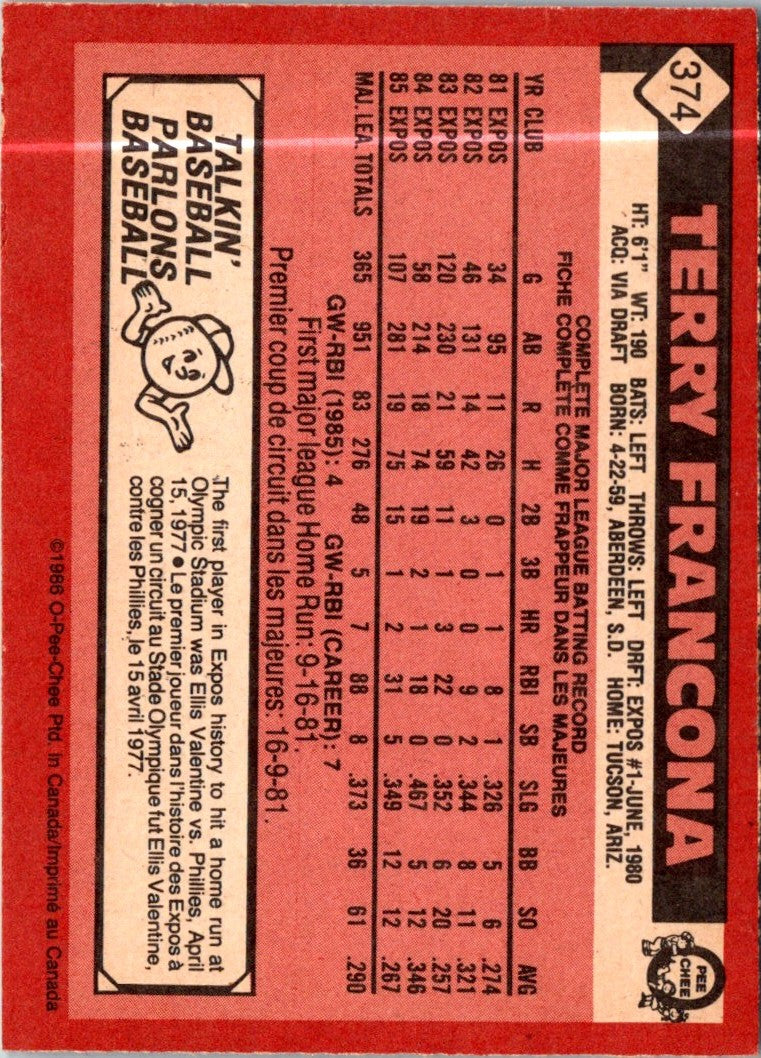 374
TERRY FRANCONA
O
PEE
CHEE
HT: 6'1" WT: 190 BATS: LEFT THROWS: LEFT DRFT: EXPOS #1-JUNE, 1980
ACQ: VIA DRAFT BORN: 4-22-59, ABERDEEN, S.D. HOME: TUCSON, ARIZ.
COMPLETE MAJOR LEAGUE BATTING RECORD
FICHE COMPLÈTE COMME FRAPPEUR DANS LES MAJEURES
YR CLUB G AB R H 2B 3B HR RBI SB SLG BB SO AVG
81 EXPOS 34 95 11 26 0 1 1 8 1 .326 5 6 .274
82 EXPOS 46 131 14 42 3 0 0 9 2 .344 8 11 .321
83 EXPOS 120 230 21 59 11 1 3 22 0 .352 6 20 .257
84 EXPOS 58 214 18 74 19 2 1 18 0 .467 5 12 .346
85 EXPOS 107 281 19 75 15 1 2 31 5 .349 12 12 .267
MAJ. LEA. TOTALS 365 951 83 276 48 5 7 88 8 .373 36 61 .290
GW-RBI (1985): 4 GW-RBI (CAREER): 7
First major league Home Run: 9-16-81.
Premier coup de circuit dans les majeures: 16-9-81.
TALKIN'
BASEBALL
PARLONS
BASEBALL
The first player in Expos history to hit a home run at
Olympic Stadium was Ellis Valentine vs. Phillies, April
15, 1977 ● Le premier joueur dans l'histoire des Expos à
cogner un circuit au Stade Olympique fut Ellis Valentine,
contre les Phillies, le 15 avril 1977.
©1986 O-Pee-Chee Ptd. in Canada/Imprimé au Canada